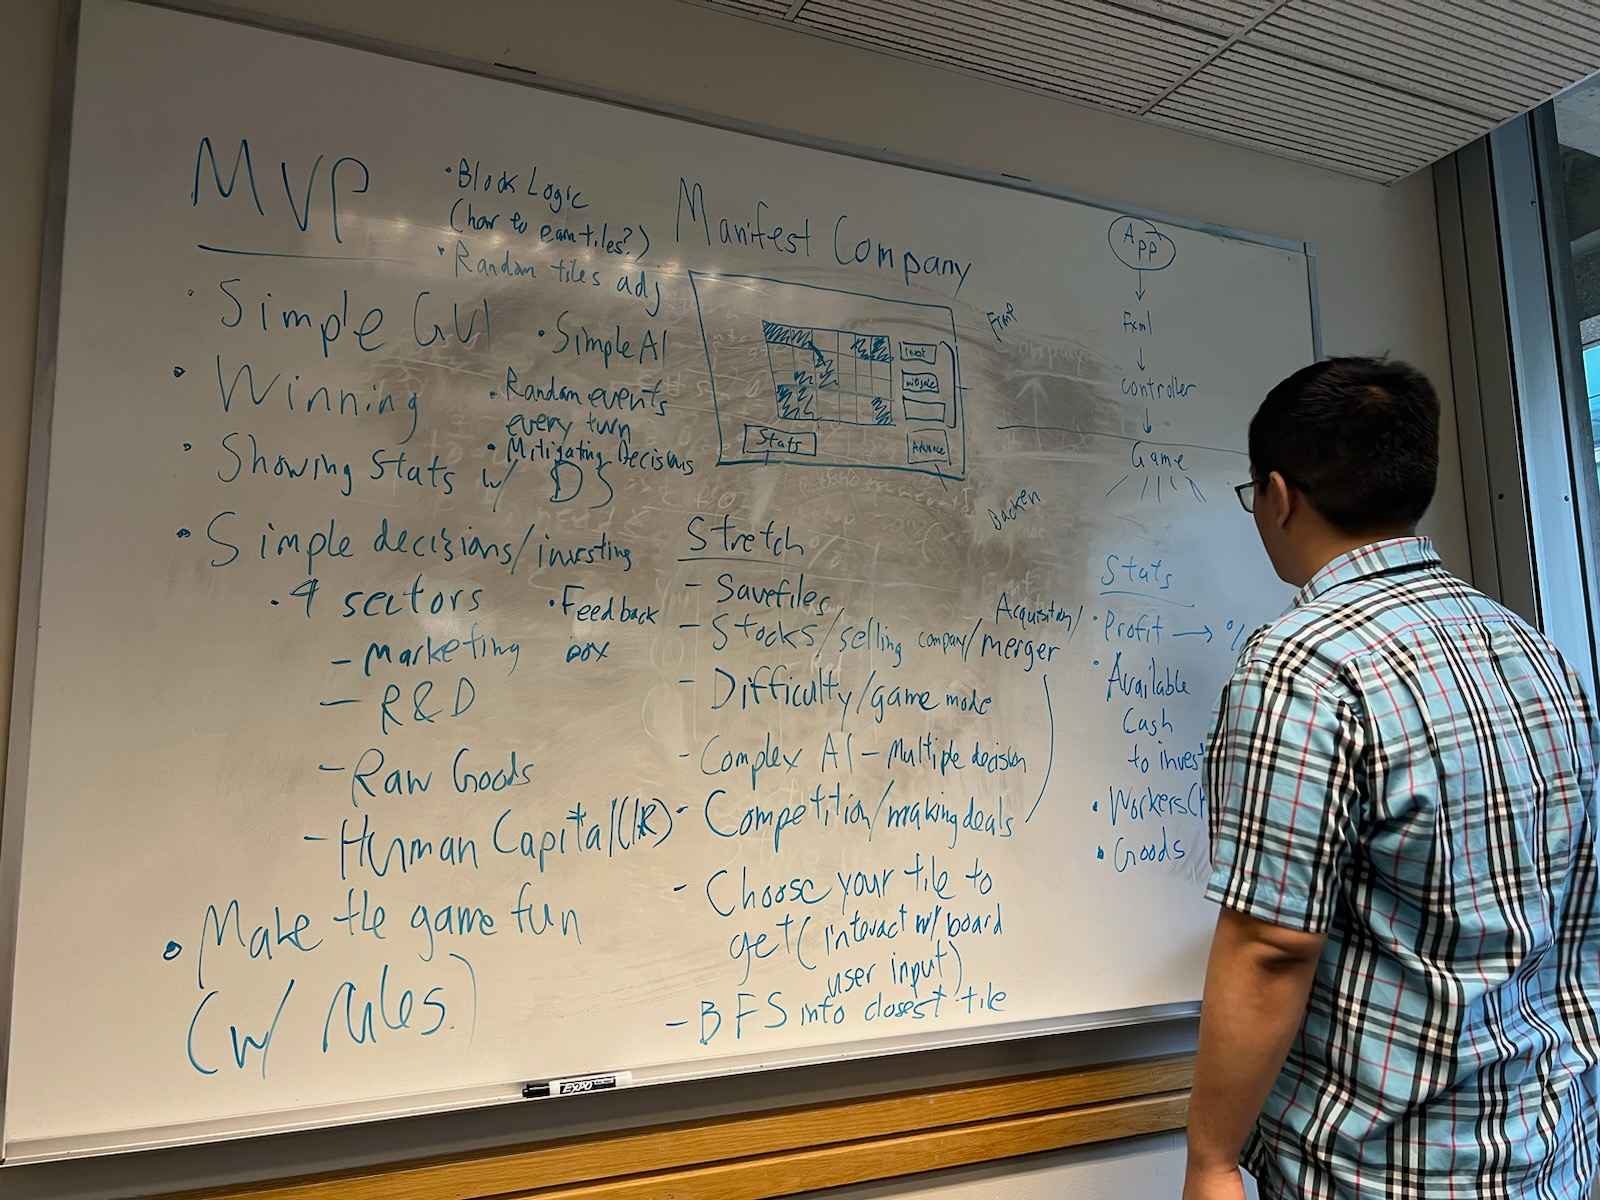 MVP
• Block Logic
(how to earn tiles?)
• Random tiles adj
• Simple GUI
• Simple AI
• Winning
• Random events
every turn
• Mitigating Decisions
• Showing Stats w/ DS
• Simple decisions/investing
• 4 sectors
- Marketing
- R&D
- Raw Goods
- Human Capital
• Feedback
box
• Make the game fun
(w/ rules)
Manifest Company
Invest
Stats
Advance
Stretch
- Savefiles
- Stocks/selling company/merger
Acquisition/
- Difficulty/game mode
- Complex AI - Multiple decision
- Competition/making deals
- Choose your tile to
get (interact w/ board
user input)
- BFS into closest tile
App
Fxml
Controller
Game
Backen
Stats
• Profit → %
• Available
Cash
to invest
• Workers(
• Goods
EXPO